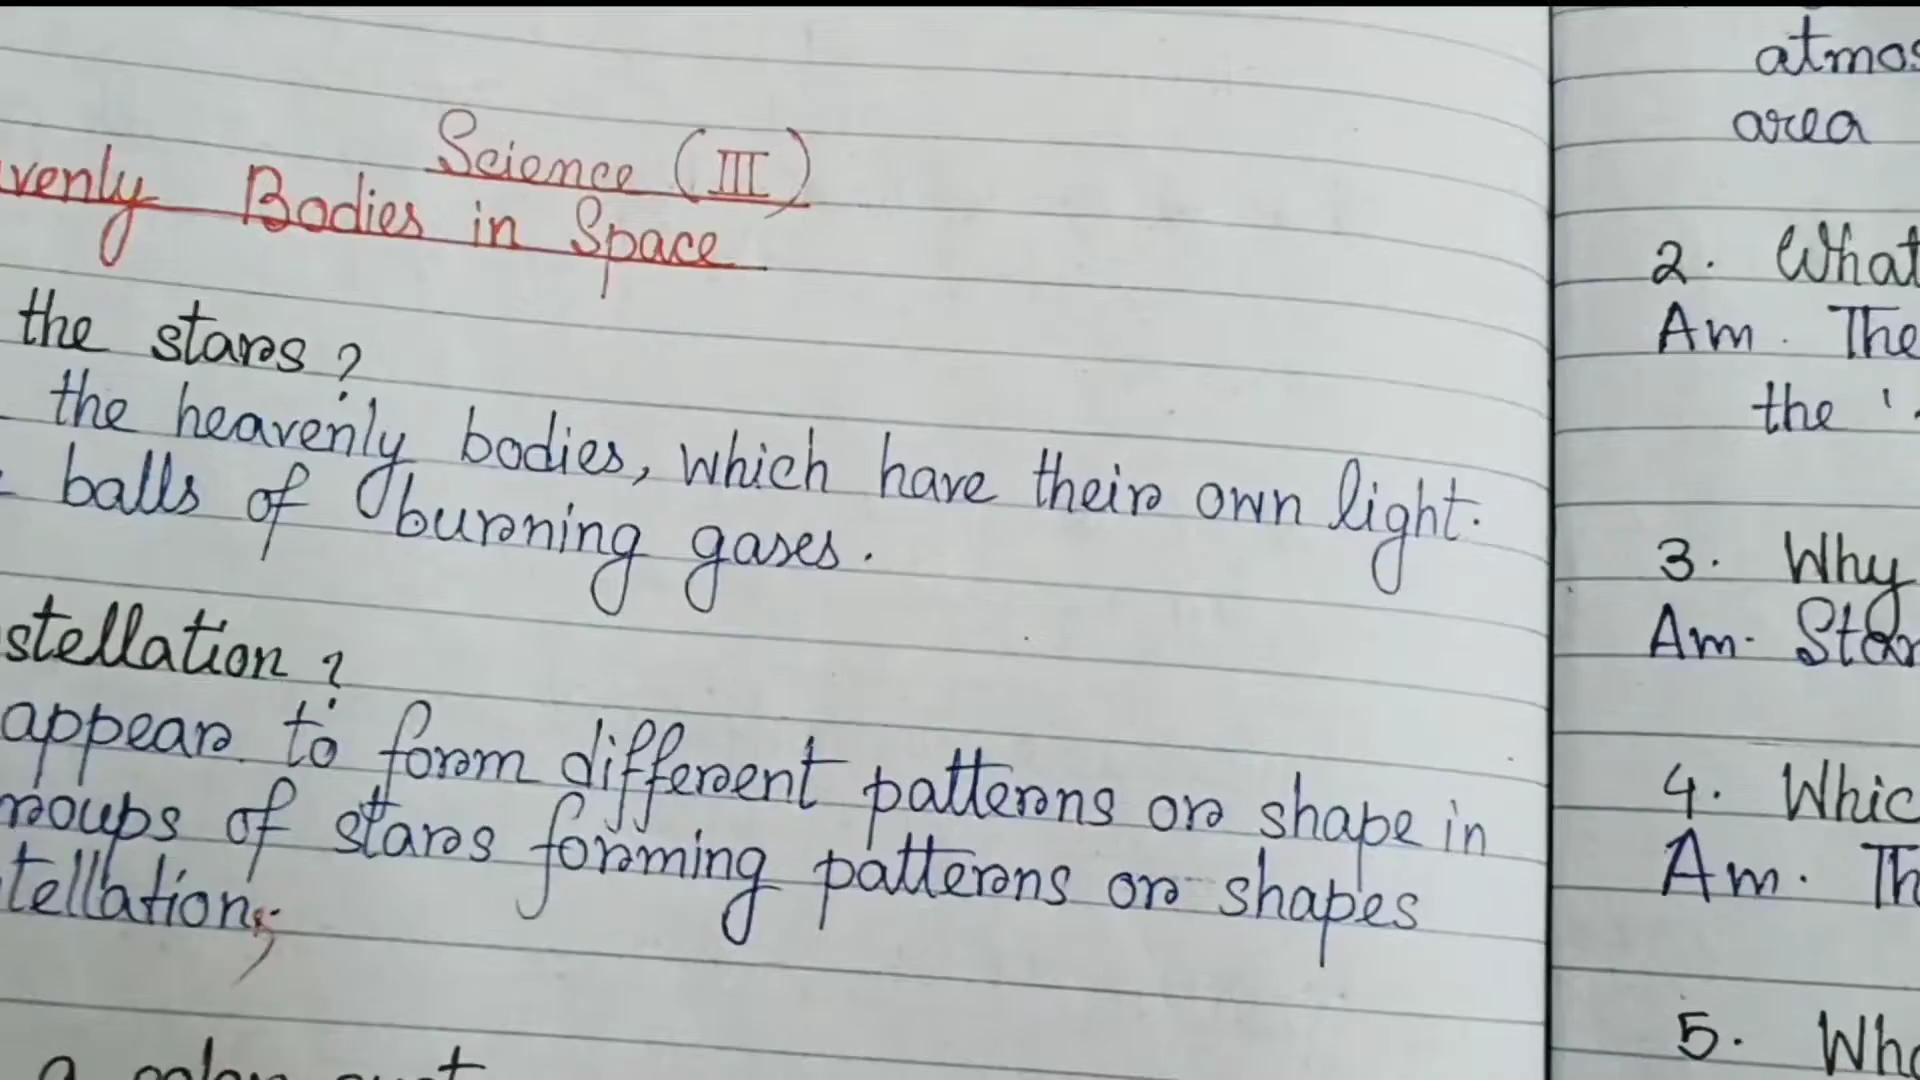 Science (III)
venly Bodies in Space
the stars?
the heavenly bodies, which have their own light.
balls of burning gases.
stellation?
appear to form different patterns or shape in
roups of stars forming patterns or shapes
tellation,
atmos
area
2. What
Am. The
the '
3. Why
Am. Star
4. Whic
Am. Th
5. Wha